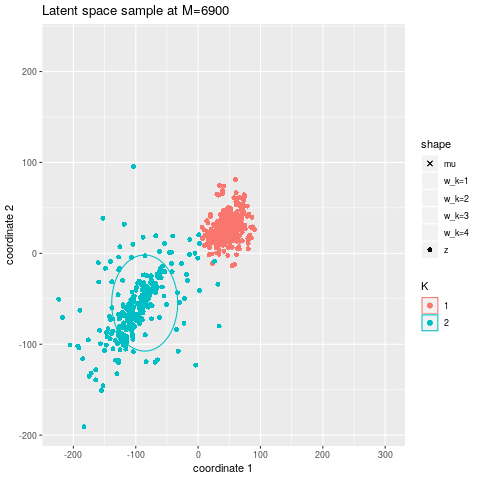 Latent space sample at M=6900
200
100
0
-100
-200
-200
-100
0
100
200
300
coordinate 1
coordinate 2
shape
mu
w_k=1
w_k=2
w_k=3
w_k=4
z
K
1
2